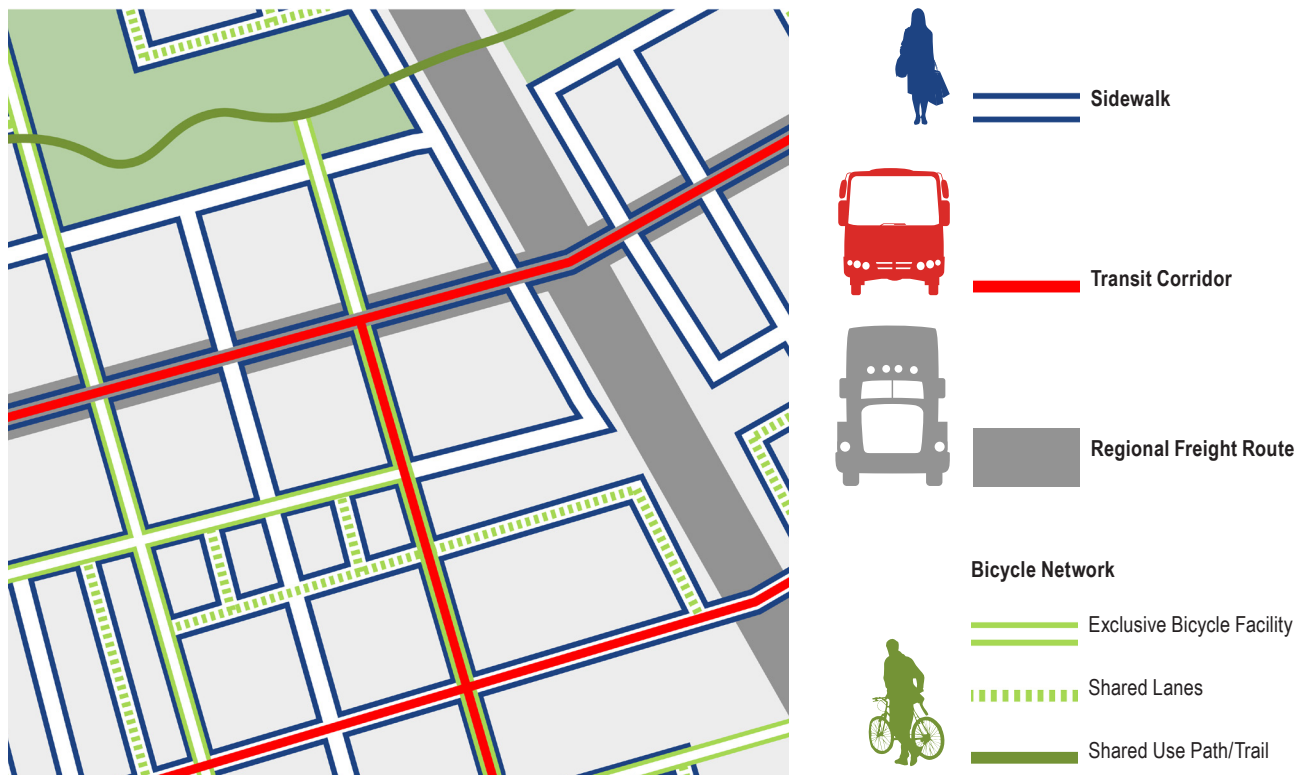 Sidewalk
Transit Corridor
Regional Freight Route
Bicycle Network
Exclusive Bicycle Facility
Shared Lanes
Shared Use Path/Trail